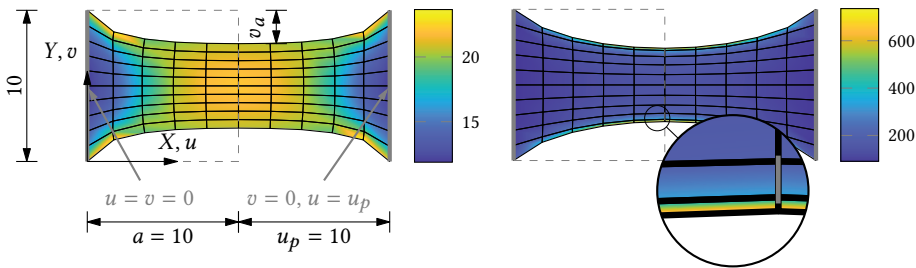 10
Y, v
v_a
20
15
X, u
u = v = 0
v = 0, u = u_p
a = 10
u_p = 10
600
400
200